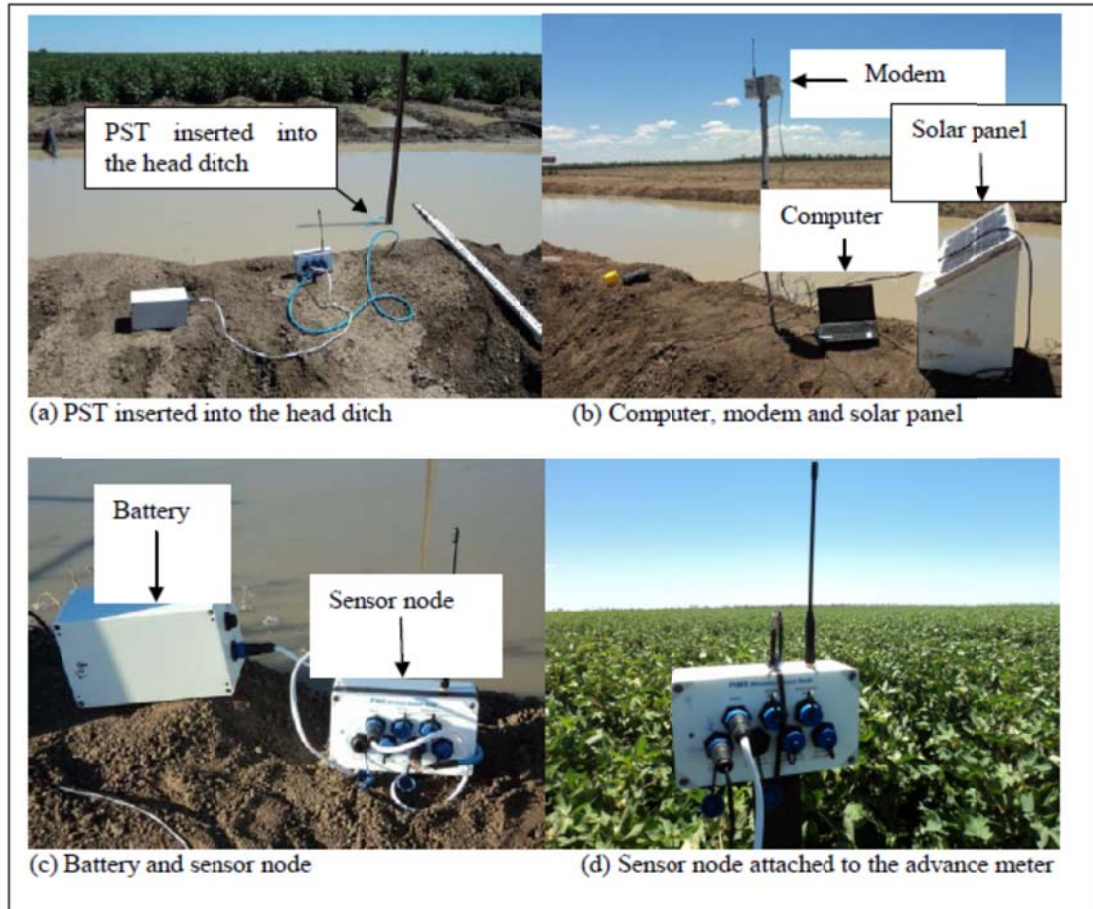 PST inserted into
the head ditch
Modem
Solar panel
Computer
(a) PST inserted into the head ditch
(b) Computer, modem and solar panel
Battery
Sensor node
(c) Battery and sensor node
(d) Sensor node attached to the advance meter